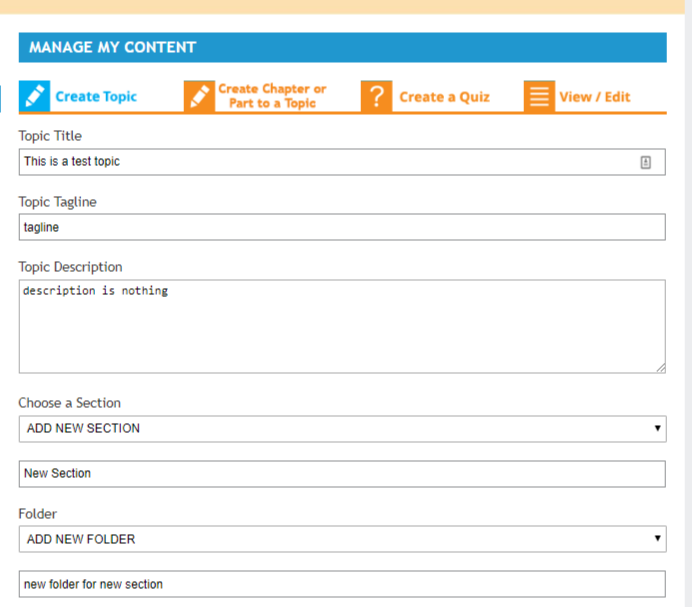 MANAGE MY CONTENT
Create Topic
Create Chapter or
Part to a Topic
? Create a Quiz
View / Edit
Topic Title
This is a test topic
Topic Tagline
tagline
Topic Description
description is nothing
Choose a Section
ADD NEW SECTION
New Section
Folder
ADD NEW FOLDER
new folder for new section